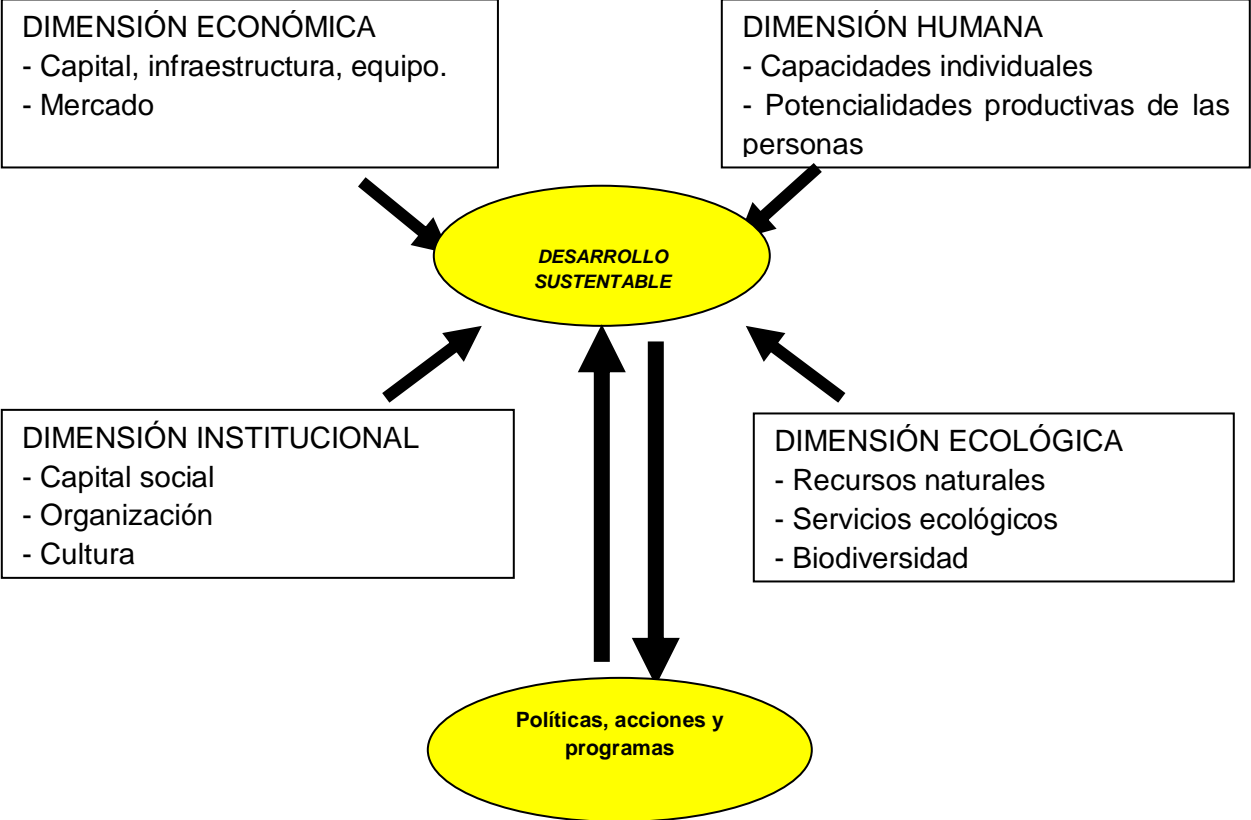 DIMENSIÓN ECONÓMICA
- Capital, infraestructura, equipo.
- Mercado
DIMENSIÓN HUMANA
- Capacidades individuales
- Potencialidades productivas de las
personas
DESARROLLO
SUSTENTABLE
DIMENSIÓN INSTITUCIONAL
- Capital social
- Organización
- Cultura
DIMENSIÓN ECOLÓGICA
- Recursos naturales
- Servicios ecológicos
- Biodiversidad
Políticas, acciones y
programas